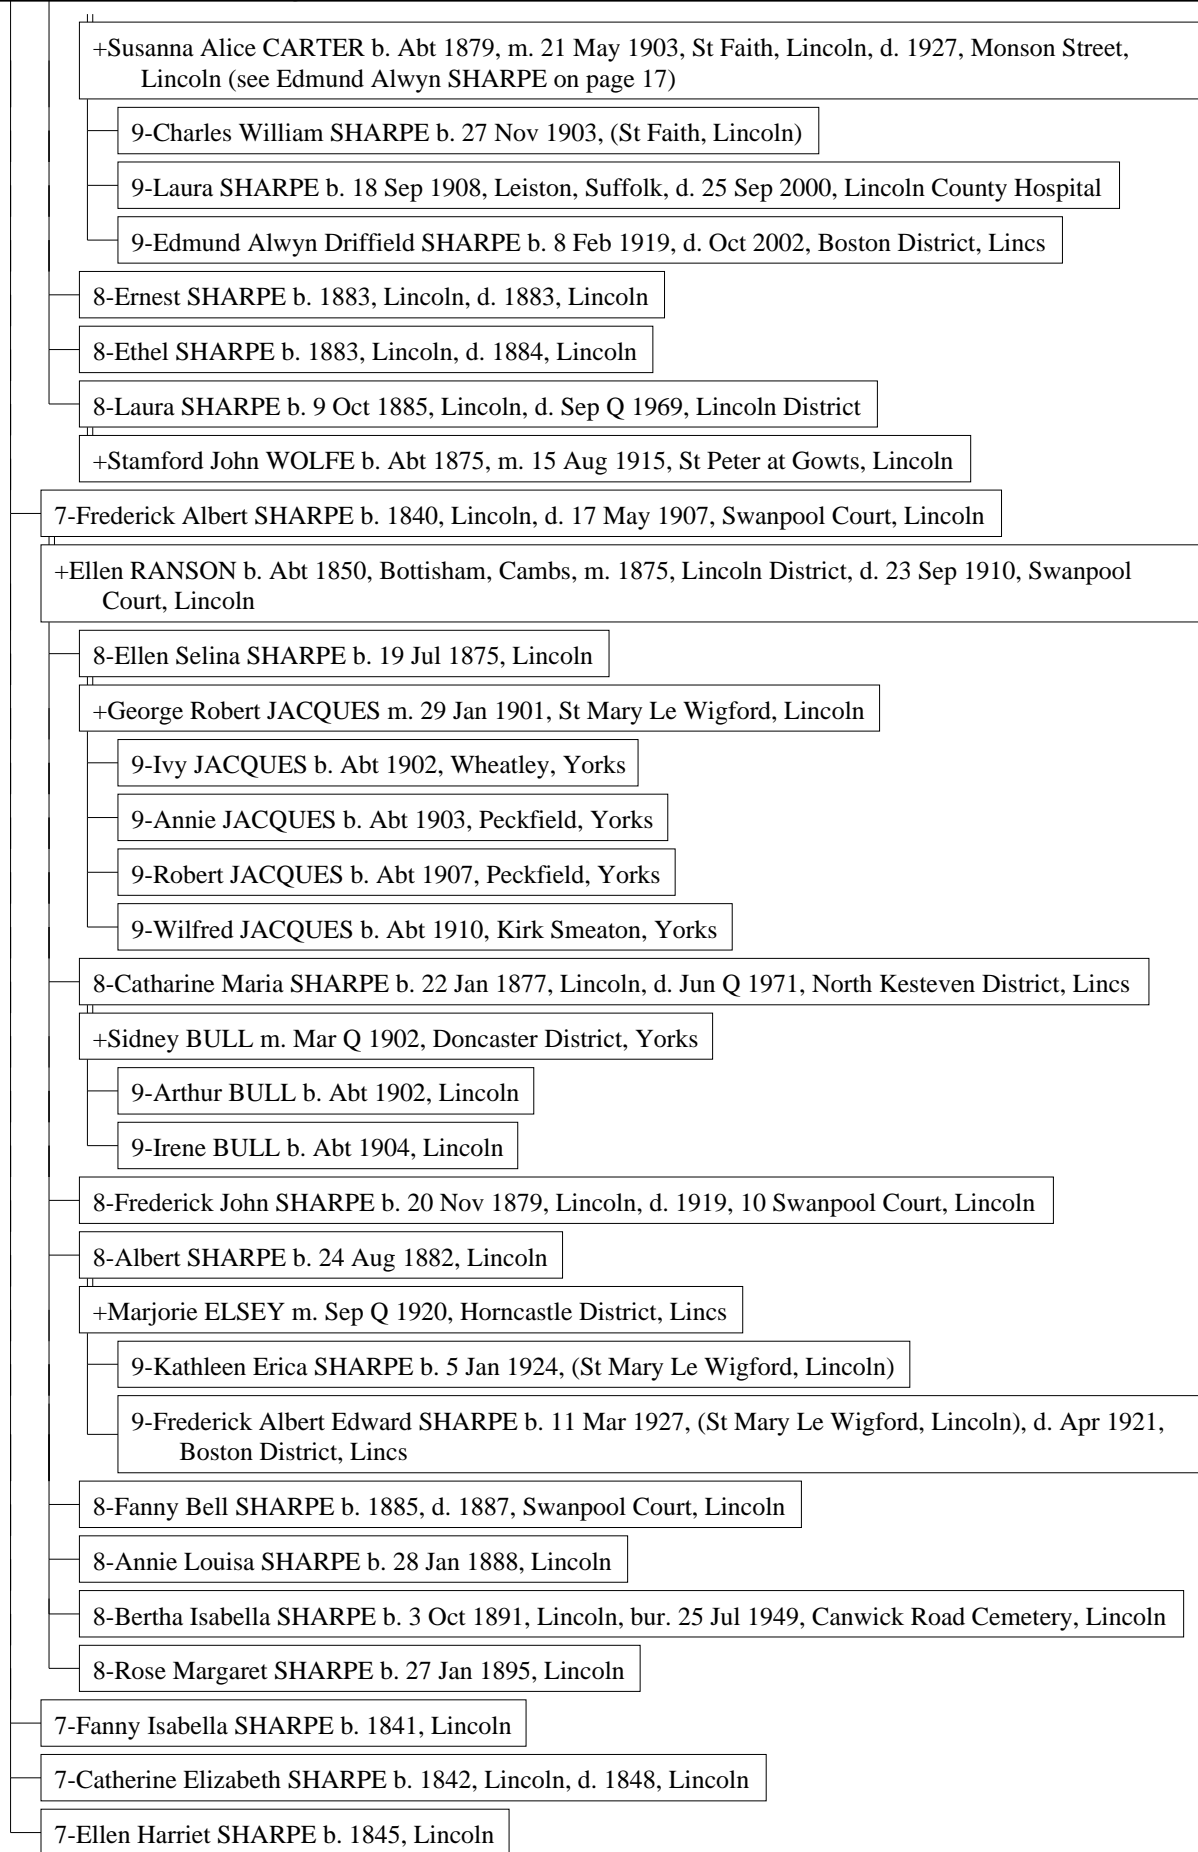 +Susanna Alice CARTER b. Abt 1879, m. 21 May 1903, St Faith, Lincoln, d. 1927, Monson Street,
Lincoln (see Edmund Alwyn SHARPE on page 17)
9-Charles William SHARPE b. 27 Nov 1903, (St Faith, Lincoln)
9-Laura SHARPE b. 18 Sep 1908, Leiston, Suffolk, d. 25 Sep 2000, Lincoln County Hospital
9-Edmund Alwyn Driffield SHARPE b. 8 Feb 1919, d. Oct 2002, Boston District, Lincs
8-Ernest SHARPE b. 1883, Lincoln, d. 1883, Lincoln
8-Ethel SHARPE b. 1883, Lincoln, d. 1884, Lincoln
8-Laura SHARPE b. 9 Oct 1885, Lincoln, d. Sep Q 1969, Lincoln District
+Stamford John WOLFE b. Abt 1875, m. 15 Aug 1915, St Peter at Gowts, Lincoln
7-Frederick Albert SHARPE b. 1840, Lincoln, d. 17 May 1907, Swanpool Court, Lincoln
+Ellen RANSON b. Abt 1850, Bottisham, Cambs, m. 1875, Lincoln District, d. 23 Sep 1910, Swanpool
Court, Lincoln
8-Ellen Selina SHARPE b. 19 Jul 1875, Lincoln
+George Robert JACQUES m. 29 Jan 1901, St Mary Le Wigford, Lincoln
9-Ivy JACQUES b. Abt 1902, Wheatley, Yorks
9-Annie JACQUES b. Abt 1903, Peckfield, Yorks
9-Robert JACQUES b. Abt 1907, Peckfield, Yorks
9-Wilfred JACQUES b. Abt 1910, Kirk Smeaton, Yorks
8-Catharine Maria SHARPE b. 22 Jan 1877, Lincoln, d. Jun Q 1971, North Kesteven District, Lincs
+Sidney BULL m. Mar Q 1902, Doncaster District, Yorks
9-Arthur BULL b. Abt 1902, Lincoln
9-Irene BULL b. Abt 1904, Lincoln
8-Frederick John SHARPE b. 20 Nov 1879, Lincoln, d. 1919, 10 Swanpool Court, Lincoln
8-Albert SHARPE b. 24 Aug 1882, Lincoln
+Marjorie ELSEY m. Sep Q 1920, Horncastle District, Lincs
9-Kathleen Erica SHARPE b. 5 Jan 1924, (St Mary Le Wigford, Lincoln)
9-Frederick Albert Edward SHARPE b. 11 Mar 1927, (St Mary Le Wigford, Lincoln), d. Apr 1921,
Boston District, Lincs
8-Fanny Bell SHARPE b. 1885, d. 1887, Swanpool Court, Lincoln
8-Annie Louisa SHARPE b. 28 Jan 1888, Lincoln
8-Bertha Isabella SHARPE b. 3 Oct 1891, Lincoln, bur. 25 Jul 1949, Canwick Road Cemetery, Lincoln
8-Rose Margaret SHARPE b. 27 Jan 1895, Lincoln
7-Fanny Isabella SHARPE b. 1841, Lincoln
7-Catherine Elizabeth SHARPE b. 1842, Lincoln, d. 1848, Lincoln
7-Ellen Harriet SHARPE b. 1845, Lincoln